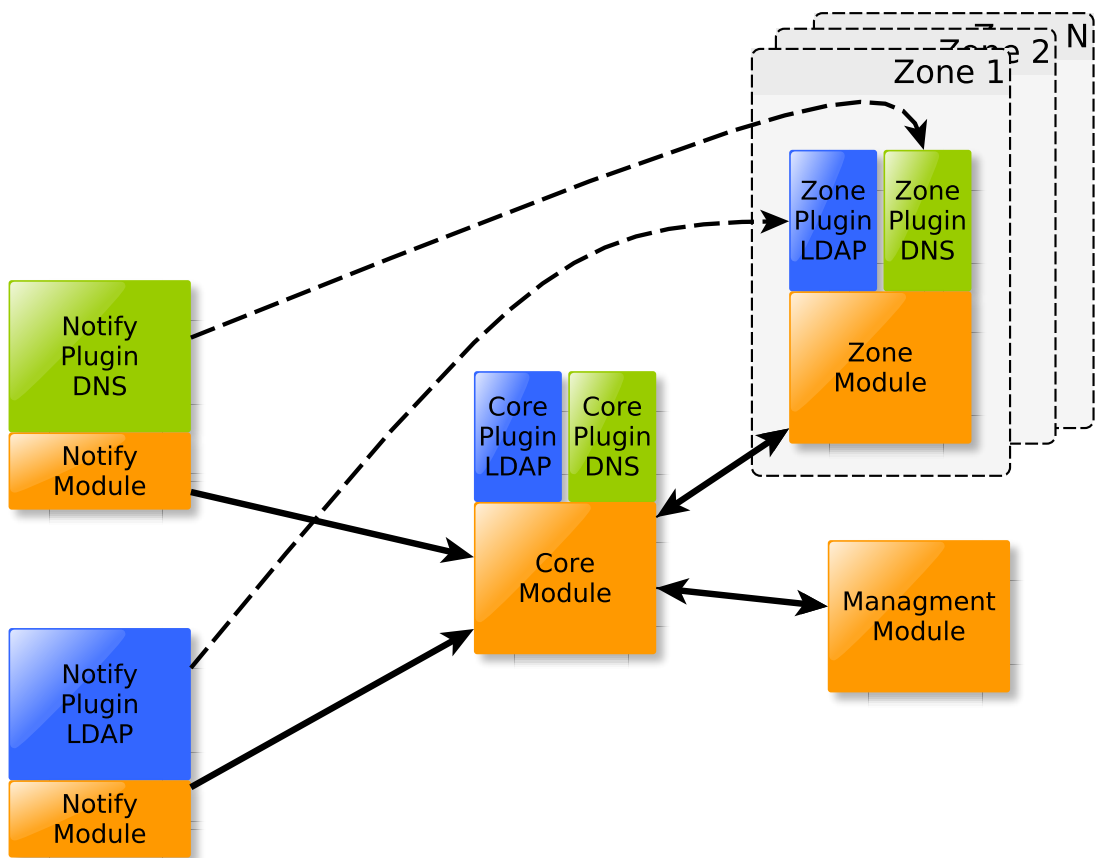 N
2
Zone 1
Zone
Plugin
LDAP
Zone
Plugin
DNS
Zone
Module
Notify
Plugin
DNS
Notify
Module
Core
Plugin
LDAP
Core
Plugin
DNS
Core
Module
Managment
Module
Notify
Plugin
LDAP
Notify
Module